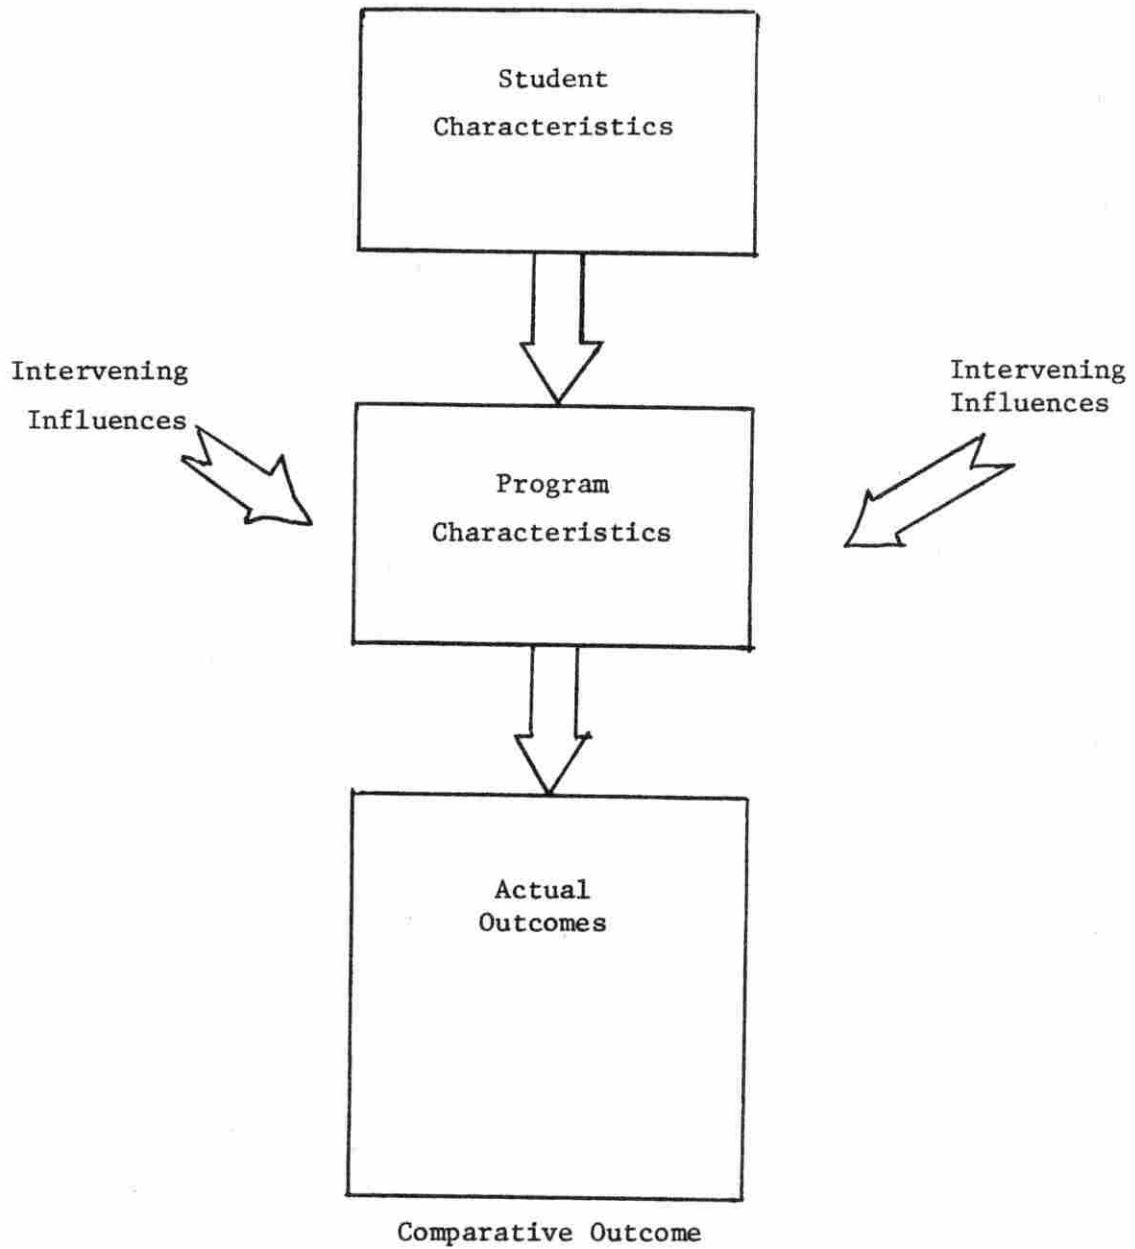 Student
Characteristics
Intervening
Influences
Intervening
Influences
Program
Characteristics
Actual
Outcomes
Comparative Outcome